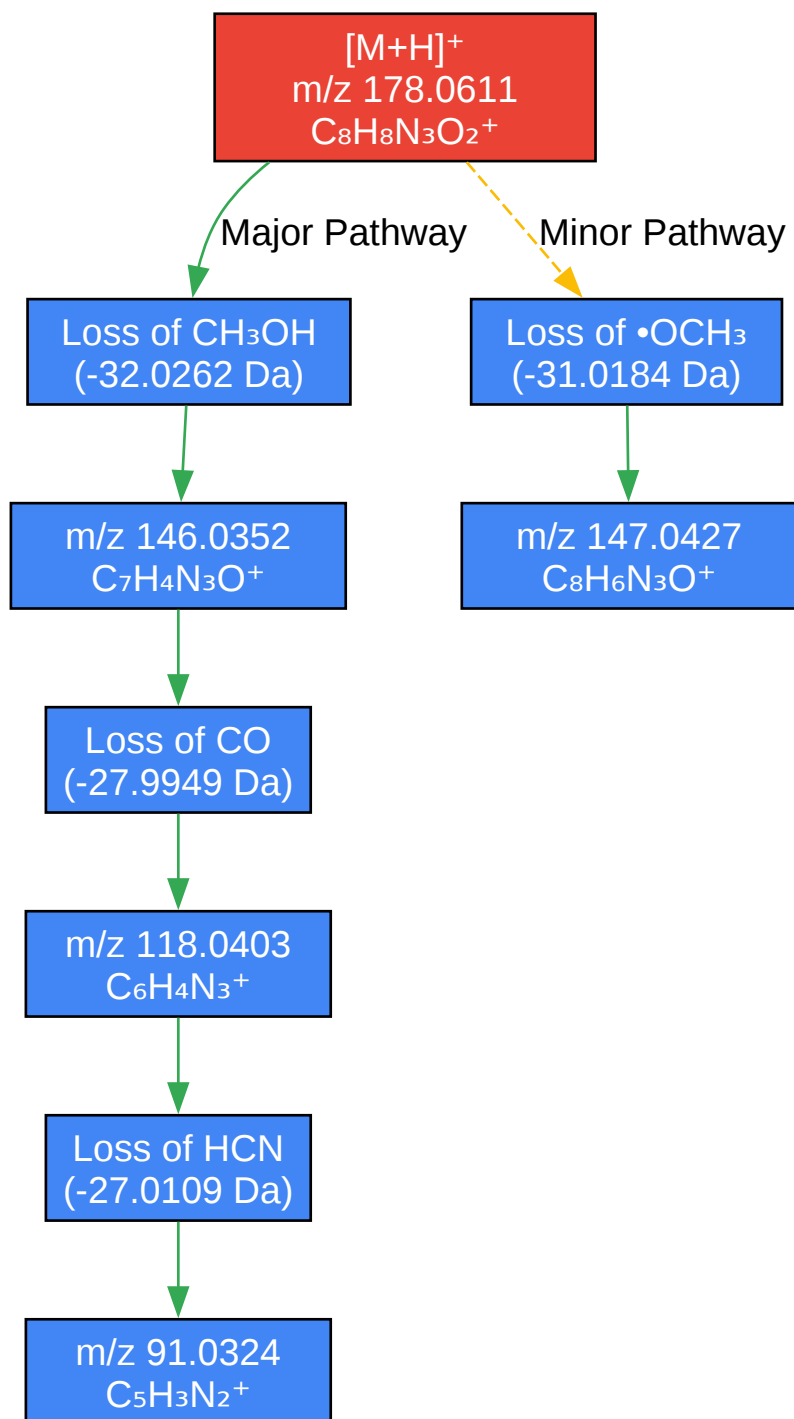 [M+H]⁺
m/z 178.0611
C₈H₈N₃O₂⁺
Major Pathway
Minor Pathway
Loss of CH₃OH
(-32.0262 Da)
Loss of •OCH₃
(-31.0184 Da)
m/z 146.0352
C₇H₄N₃O⁺
m/z 147.0427
C₈H₆N₃O⁺
Loss of CO
(-27.9949 Da)
m/z 118.0403
C₆H₄N₃⁺
Loss of HCN
(-27.0109 Da)
m/z 91.0324
C₅H₃N₂⁺